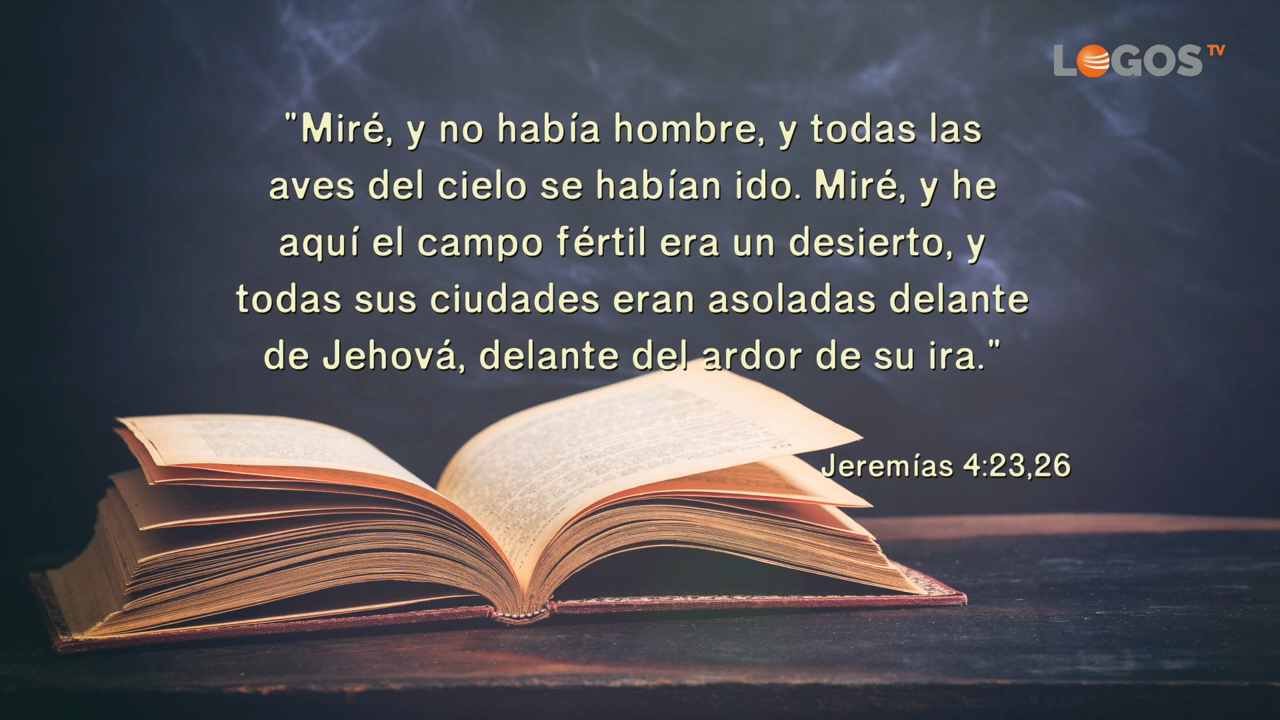 LOGOS TV
"Miré, y no había hombre, y todas las
aves del cielo se habían ido. Miré, y he
aquí el campo fértil era un desierto, y
todas sus ciudades eran asoladas delante
de Jehová, delante del ardor de su ira."
Jeremías 4:23,26